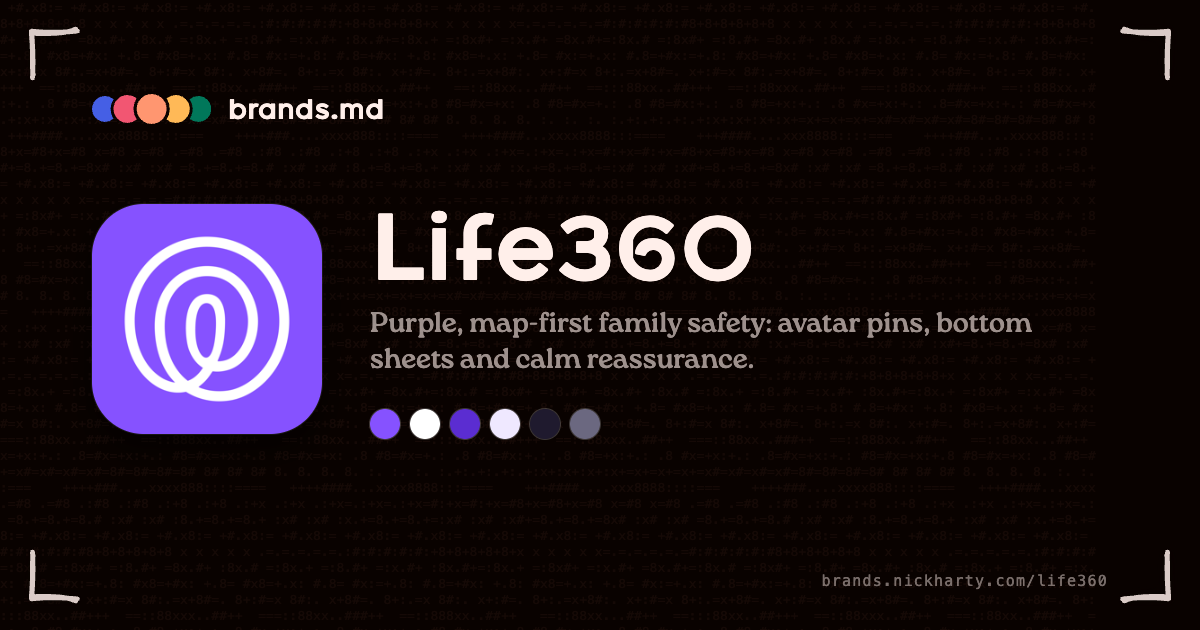 brands.md
Life360
Purple, map-first family safety: avatar pins, bottom
sheets and calm reassurance.
brands.nickharty.com/life360